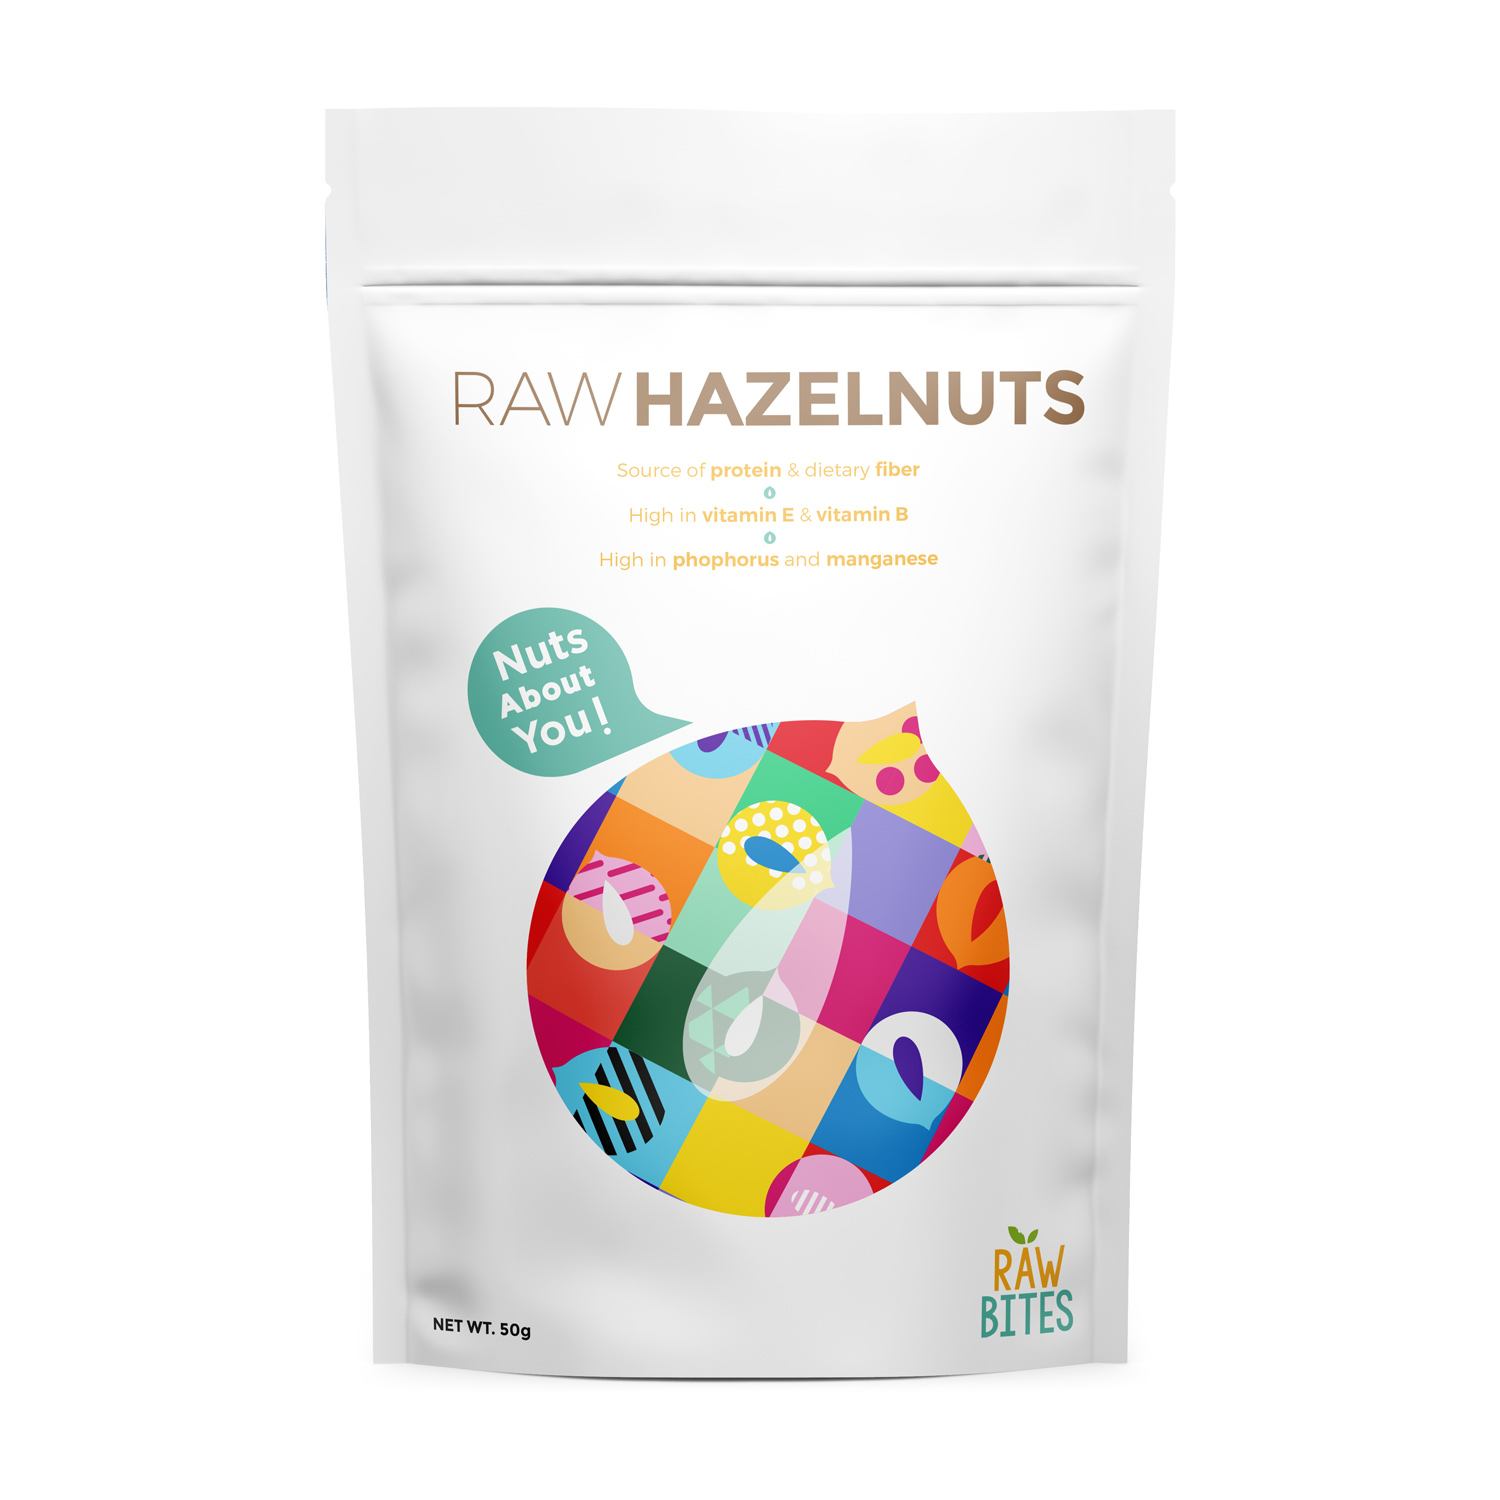 RAW HAZELNUTS
Source of protein & dietary fiber
High in vitamin E & vitamin B
High in phophorus and manganese
Nuts
About
You!
NET WT. 50g
RAW
BITES